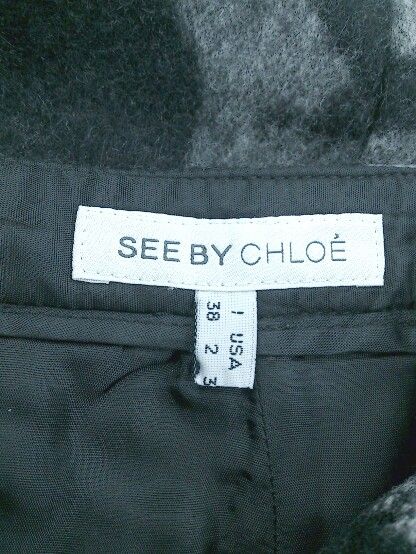 SEE BY CHLOÉ
I USA
38 2 3